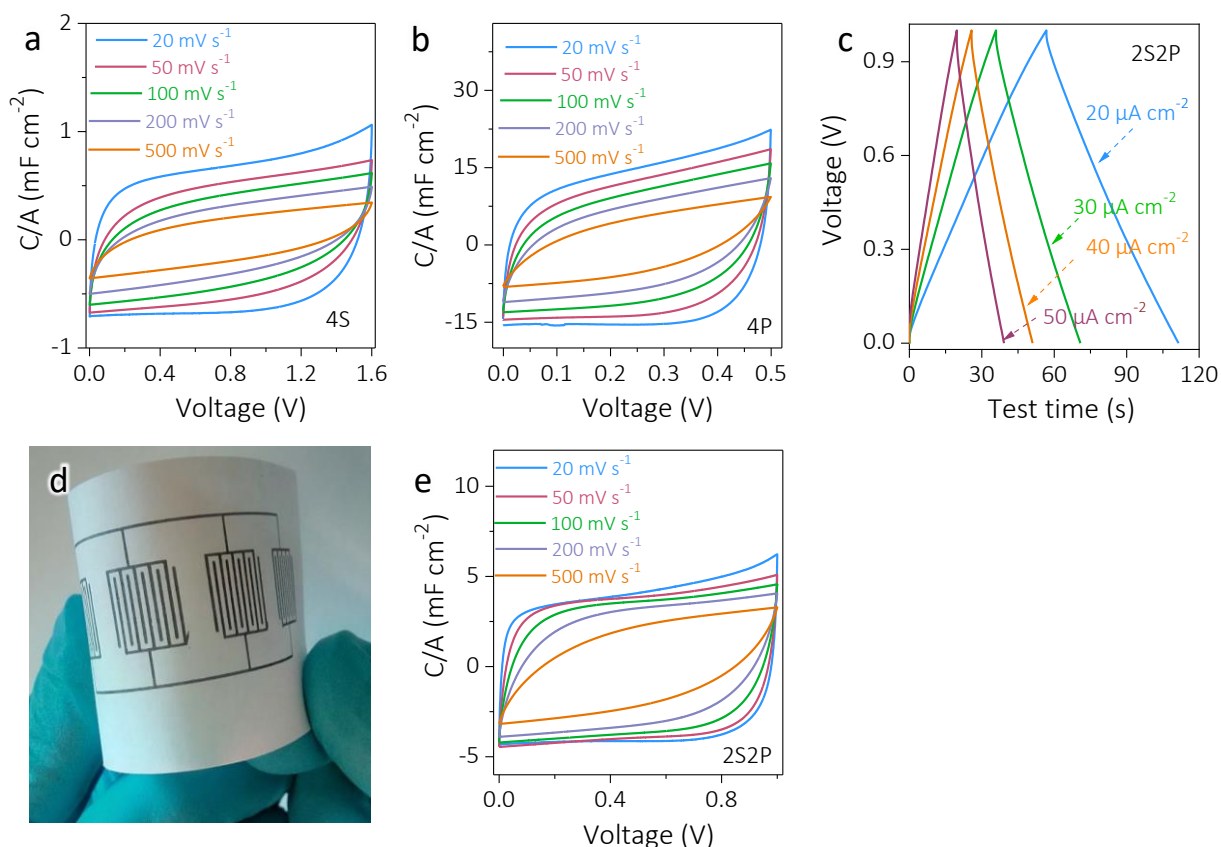 a
2
1
0
-1
C/A (mF cm⁻²)
20 mV s⁻¹
50 mV s⁻¹
100 mV s⁻¹
200 mV s⁻¹
500 mV s⁻¹
4S
0.0 0.4 0.8 1.2 1.6
Voltage (V)
b
30
15
0
-15
C/A (mF cm⁻²)
20 mV s⁻¹
50 mV s⁻¹
100 mV s⁻¹
200 mV s⁻¹
500 mV s⁻¹
4P
0.0 0.1 0.2 0.3 0.4 0.5
Voltage (V)
c
0.9
0.6
0.3
0.0
Voltage (V)
2S2P
20 µA cm⁻²
30 µA cm⁻²
40 µA cm⁻²
50 µA cm⁻²
0 30 60 90 120
Test time (s)
d
e
10
5
0
-5
C/A (mF cm⁻²)
20 mV s⁻¹
50 mV s⁻¹
100 mV s⁻¹
200 mV s⁻¹
500 mV s⁻¹
2S2P
0.0 0.4 0.8
Voltage (V)